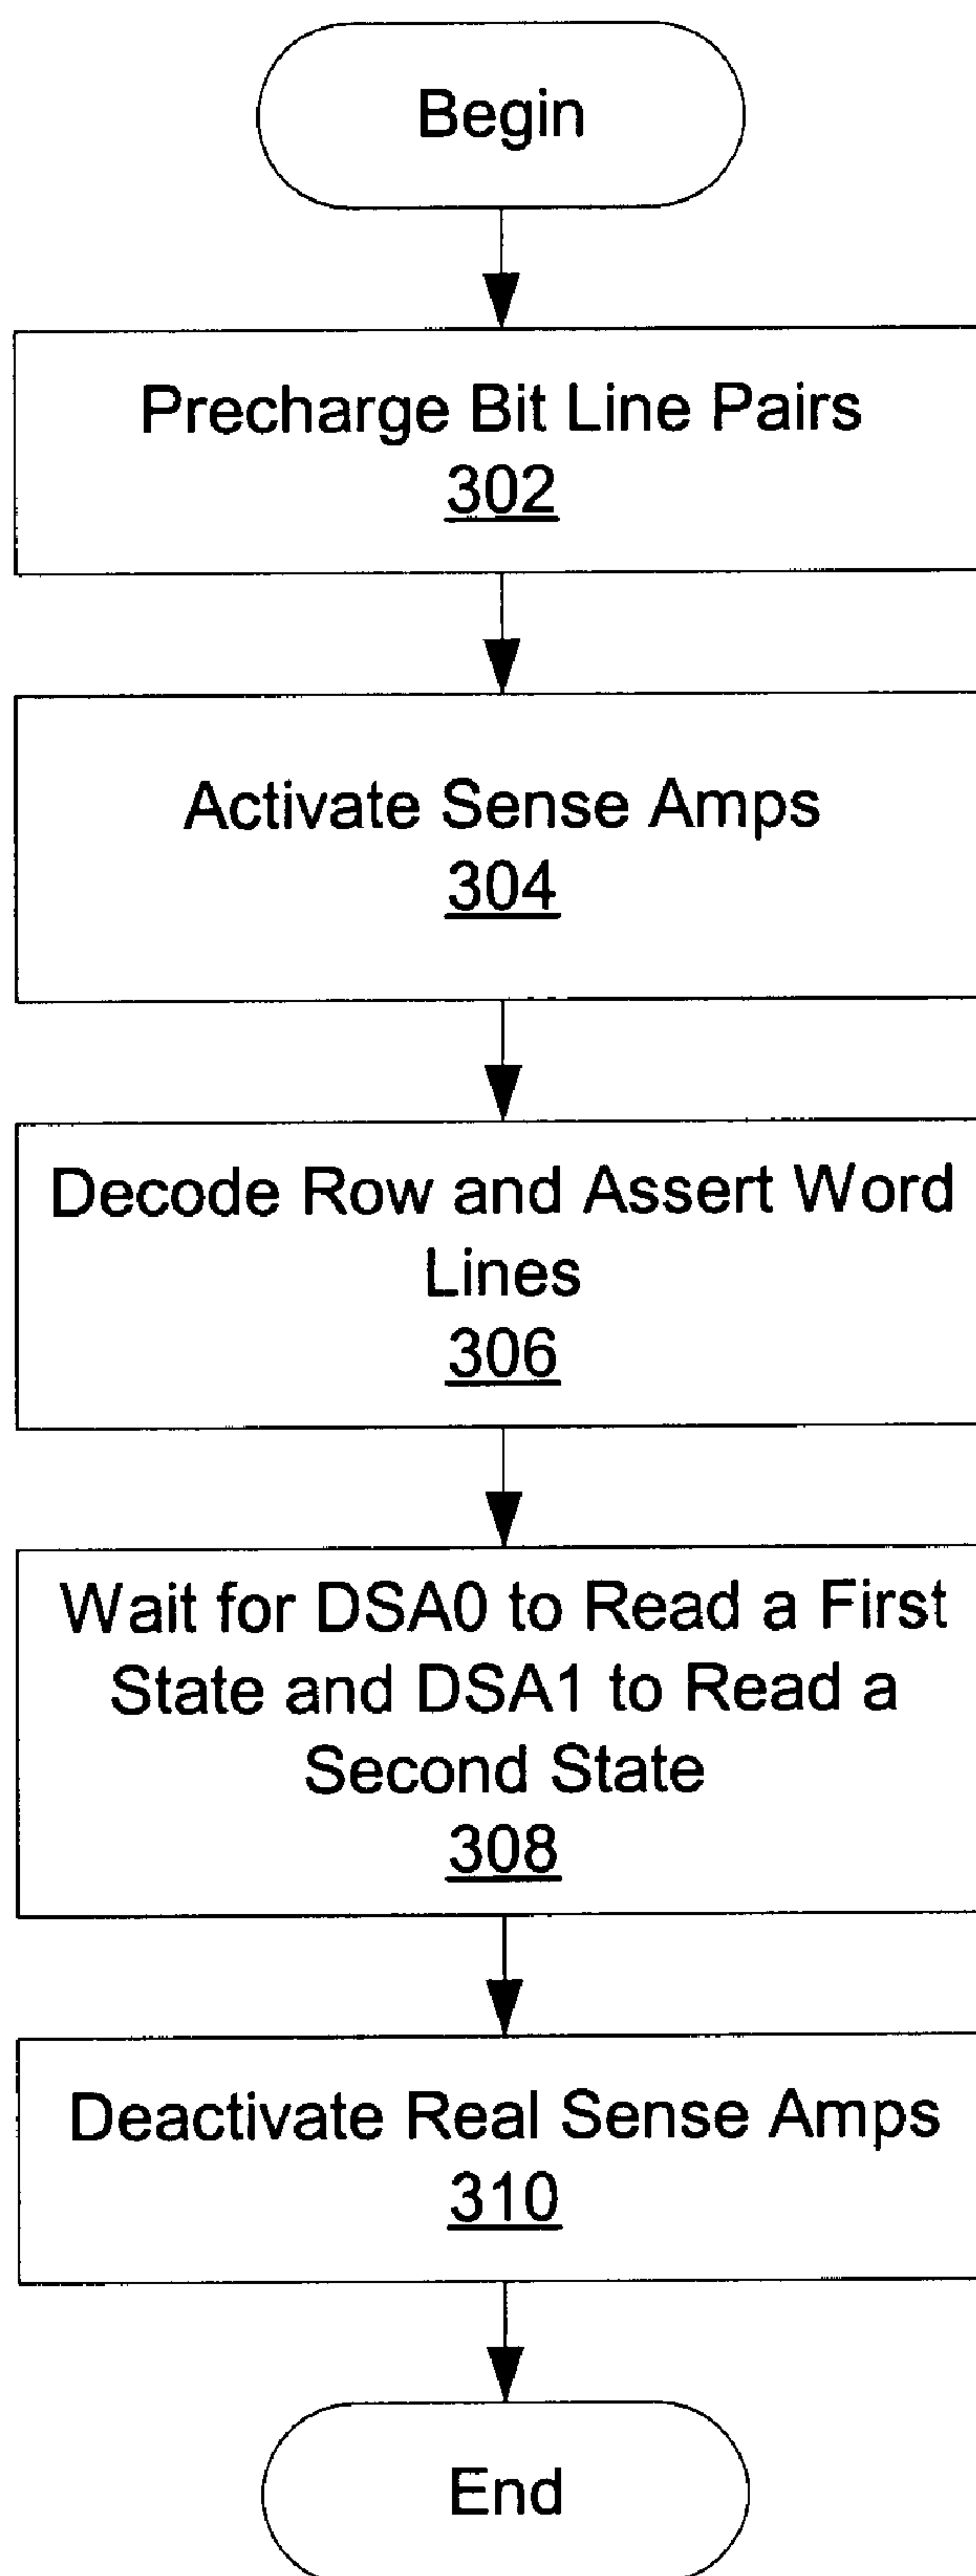 Begin
Precharge Bit Line Pairs
302
Activate Sense Amps
304
Decode Row and Assert Word
Lines
306
Wait for DSA0 to Read a First
State and DSA1 to Read a
Second State
308
Deactivate Real Sense Amps
310
End